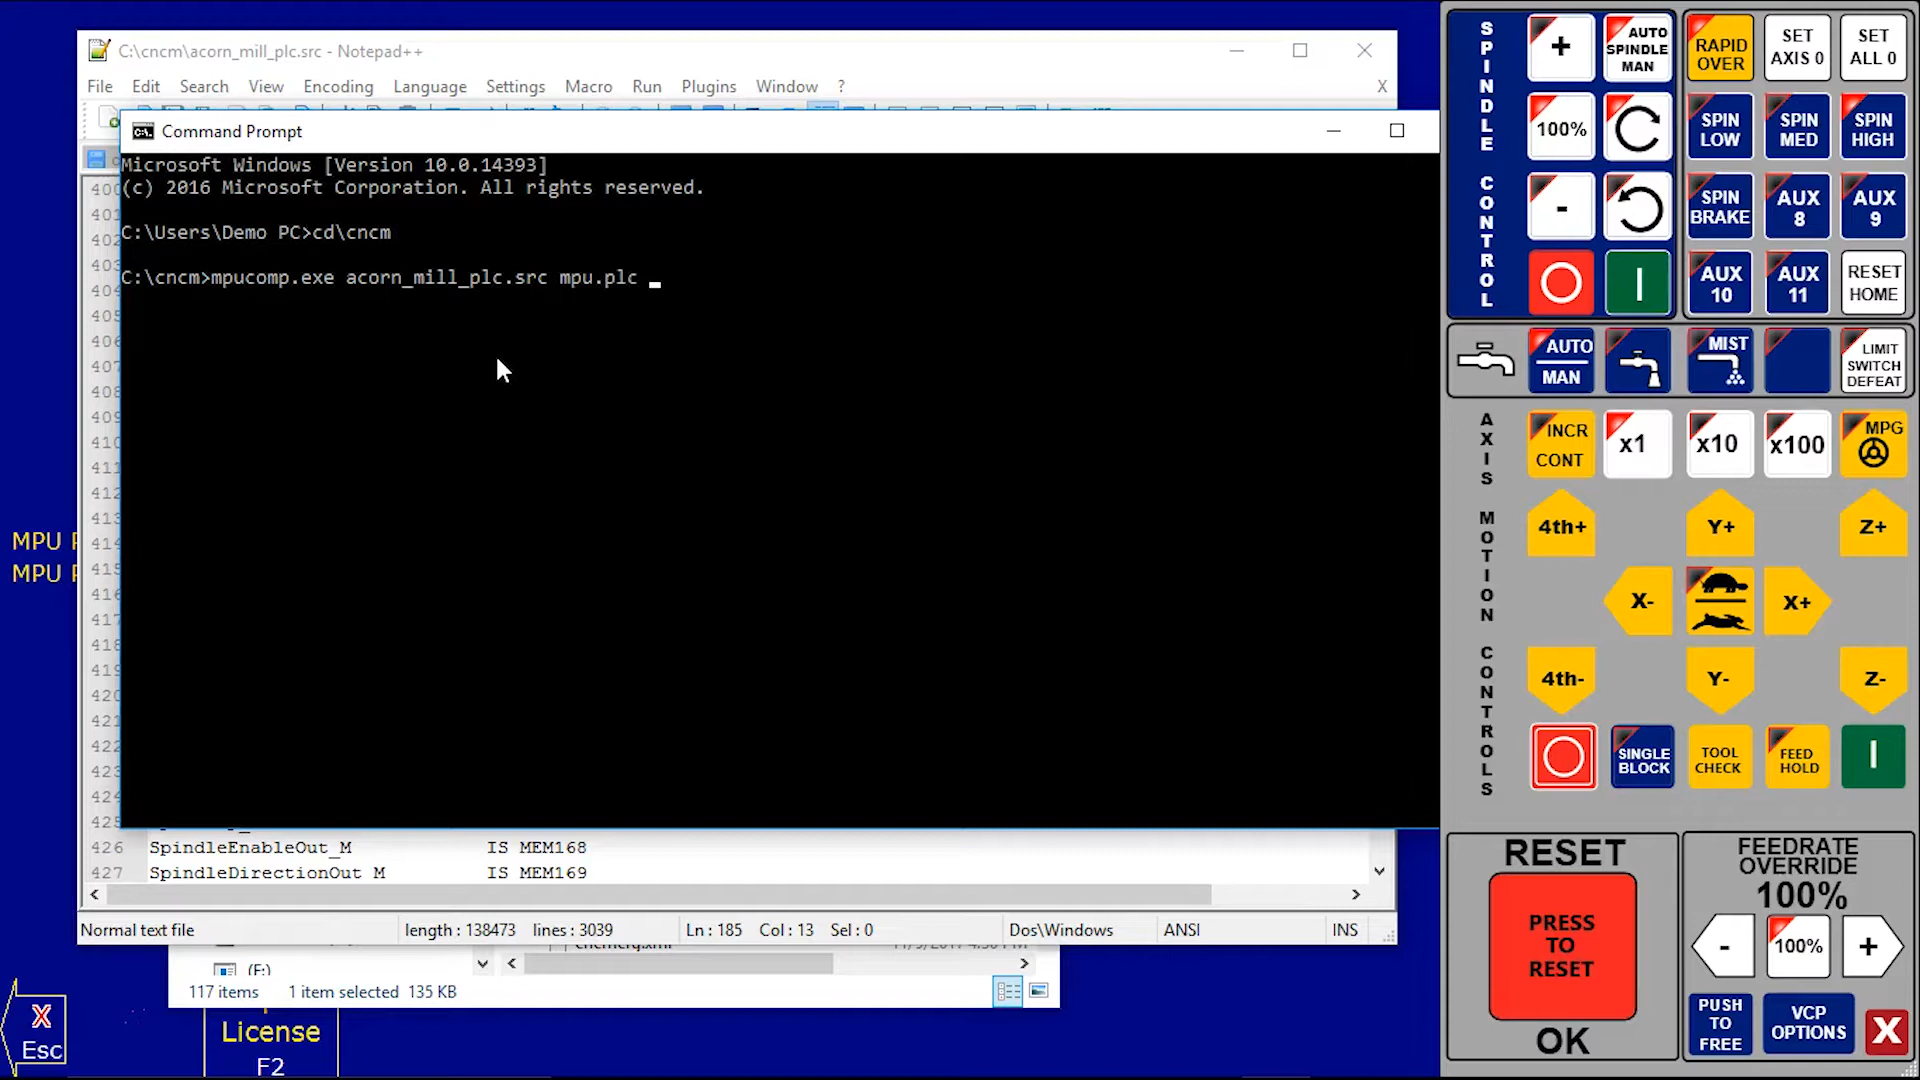 C:\cncm\acorn_mill_plc.src - Notepad++
File Edit Search View Encoding Language Settings Macro Run Plugins Window ? X
Command Prompt
Microsoft Windows [Version 10.0.14393]
(c) 2016 Microsoft Corporation. All rights reserved.
C:\Users\Demo PC>cd\cncm
C:\cncm>mpucomp.exe acorn_mill_plc.src mpu.plc
400
401
402
403
404
405
406
407
408
409
410
411
412
413
414
415
416
417
418
419
420
421
422
423
424
425
426 SpindleEnableOut_M IS MEM168
427 SpindleDirectionOut_M IS MEM169
Normal text file length : 138473 lines : 3039 Ln : 185 Col : 13 Sel : 0 Dos\Windows ANSI INS
MPU
MPU
(F:)
117 items 1 item selected 135 KB
X
Esc
License
F2
SPINDLE CONTROL
+
AUTO
SPINDLE
MAN
100%
-
RAPID
OVER
SET
AXIS 0
SET
ALL 0
SPIN
LOW
SPIN
MED
SPIN
HIGH
SPIN
BRAKE
AUX
8
AUX
9
AUX
10
AUX
11
RESET
HOME
AUTO
MAN
MIST
LIMIT
SWITCH
DEFEAT
AXIS MOTION CONTROLS
INCR
CONT
x1
x10
x100
MPG
4th+
Y+
Z+
X-
X+
4th-
Y-
Z-
SINGLE
BLOCK
TOOL
CHECK
FEED
HOLD
RESET
PRESS
TO
RESET
OK
FEEDRATE
OVERRIDE
100%
-
100%
+
PUSH
TO
FREE
VCP
OPTIONS
X